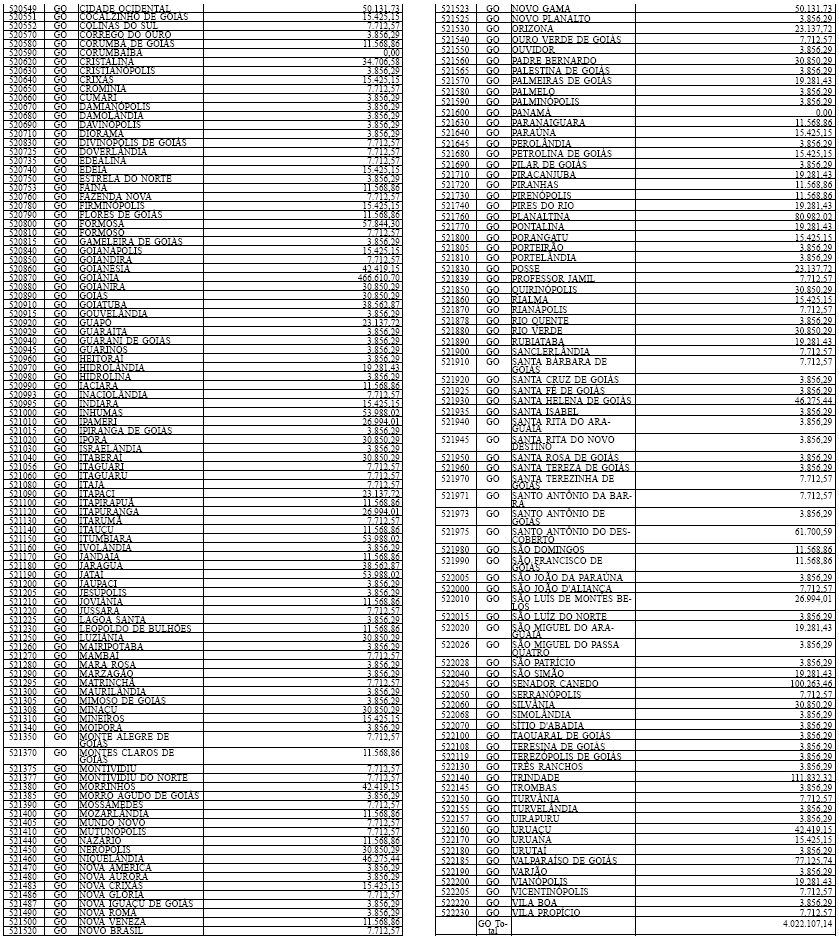 520549 GO CIDADE OCIDENTAL 50.131,73
520551 GO COCALZINHO DE GOIÁS 15.425,15
520552 GO COLINAS DO SUL 7.712,57
520570 GO CÓRREGO DO OURO 3.856,29
520580 GO CORUMBÁ DE GOIÁS 11.568,86
520590 GO CORUMBAÍBA 0,00
520620 GO CRISTALINA 34.706,58
520630 GO CRISTIANÓPOLIS 3.856,29
520640 GO CRIXÁS 15.425,15
520650 GO CROMÍNIA 7.712,57
520660 GO CUMARI 3.856,29
520670 GO DAMIANÓPOLIS 3.856,29
520680 GO DAMOLÂNDIA 3.856,29
520690 GO DAVINÓPOLIS 3.856,29
520710 GO DIORAMA 3.856,29
520830 GO DIVINÓPOLIS DE GOIÁS 7.712,57
520725 GO DOVERLÂNDIA 7.712,57
520735 GO EDEALINA 7.712,57
520740 GO EDÉIA 15.425,15
520750 GO ESTRELA DO NORTE 3.856,29
520753 GO FAINA 11.568,86
520760 GO FAZENDA NOVA 7.712,57
520780 GO FIRMINÓPOLIS 15.425,15
520790 GO FLORES DE GOIÁS 11.568,86
520800 GO FORMOSA 57.844,30
520810 GO FORMOSO 7.712,57
520815 GO GAMELEIRA DE GOIÁS 3.856,29
520840 GO GOIANÁPOLIS 15.425,15
520850 GO GOIANDIRA 7.712,57
520860 GO GOIANÉSIA 42.419,15
520870 GO GOIÂNIA 466.610,70
520880 GO GOIANIRA 30.850,29
520890 GO GOIÁS 30.850,29
520910 GO GOIATUBA 38.562,87
520915 GO GOUVELÂNDIA 3.856,29
520920 GO GUAPÓ 23.137,72
520929 GO GUARAÍTA 3.856,29
520940 GO GUARANI DE GOIÁS 3.856,29
520945 GO GUARINOS 3.856,29
520960 GO HEITORAÍ 3.856,29
520970 GO HIDROLÂNDIA 19.281,43
520980 GO HIDROLINA 3.856,29
520990 GO IACIARA 11.568,86
520993 GO INACIOLÂNDIA 7.712,57
520995 GO INDIARA 15.425,15
521000 GO INHUMAS 53.988,02
521010 GO IPAMERI 26.994,01
521015 GO IPIRANGA DE GOIÁS 3.856,29
521020 GO IPORÁ 30.850,29
521030 GO ISRAELÂNDIA 3.856,29
521040 GO ITABERAÍ 30.850,29
521056 GO ITAGUARI 7.712,57
521060 GO ITAGUARU 7.712,57
521080 GO ITAJÁ 7.712,57
521090 GO ITAPACI 23.137,72
521100 GO ITAPIRAPUÃ 11.568,86
521120 GO ITAPURANGA 26.994,01
521130 GO ITARUMÃ 7.712,57
521140 GO ITAUÇU 11.568,86
521150 GO ITUMBIARA 53.988,02
521160 GO IVOLÂNDIA 3.856,29
521170 GO JANDAIA 11.568,86
521180 GO JARAGUÁ 38.562,87
521190 GO JATAÍ 53.988,02
521200 GO JAUPACI 3.856,29
521205 GO JESÚPOLIS 3.856,29
521210 GO JOVIÂNIA 11.568,86
521220 GO JUSSARA 7.712,57
521225 GO LAGOA SANTA 3.856,29
521230 GO LEOPOLDO DE BULHÕES 11.568,86
521250 GO LUZIÂNIA 30.850,29
521260 GO MAIRIPOTABA 3.856,29
521270 GO MAMBAÍ 7.712,57
521280 GO MARA ROSA 3.856,29
521290 GO MARZAGÃO 3.856,29
521295 GO MATRINCHÃ 7.712,57
521300 GO MAURILÂNDIA 3.856,29
521305 GO MIMOSO DE GOIÁS 3.856,29
521308 GO MINAÇU 30.850,29
521310 GO MINEIROS 15.425,15
521340 GO MOIPORÁ 3.856,29
521350 GO MONTE ALEGRE DE 7.712,57
GOIÁS
521370 GO MONTES CLAROS DE 11.568,86
GOIÁS
521375 GO MONTIVIDIU 7.712,57
521377 GO MONTIVIDIU DO NORTE 7.712,57
521380 GO MORRINHOS 42.419,15
521385 GO MORRO AGUDO DE GOIÁS 3.856,29
521390 GO MOSSÂMEDES 7.712,57
521400 GO MOZARLÂNDIA 11.568,86
521405 GO MUNDO NOVO 7.712,57
521410 GO MUTUNÓPOLIS 7.712,57
521440 GO NAZÁRIO 11.568,86
521450 GO NERÓPOLIS 30.850,29
521460 GO NIQUELÂNDIA 46.275,44
521470 GO NOVA AMÉRICA 3.856,29
521480 GO NOVA AURORA 3.856,29
521483 GO NOVA CRIXÁS 15.425,15
521486 GO NOVA GLÓRIA 7.712,57
521487 GO NOVA IGUAÇU DE GOIÁS 3.856,29
521490 GO NOVA ROMA 3.856,29
521500 GO NOVA VENEZA 11.568,86
521520 GO NOVO BRASIL 7.712,57
521523 GO NOVO GAMA 50.131,73
521525 GO NOVO PLANALTO 3.856,29
521530 GO ORIZONA 23.137,72
521540 GO OURO VERDE DE GOIÁS 7.712,57
521550 GO OUVIDOR 3.856,29
521560 GO PADRE BERNARDO 30.850,29
521565 GO PALESTINA DE GOIÁS 3.856,29
521570 GO PALMEIRAS DE GOIÁS 19.281,43
521580 GO PALMELO 3.856,29
521590 GO PALMINÓPOLIS 3.856,29
521600 GO PANAMÁ 0,00
521630 GO PARANAIGUARA 11.568,86
521640 GO PARAÚNA 15.425,15
521645 GO PEROLÂNDIA 3.856,29
521680 GO PETROLINA DE GOIÁS 15.425,15
521690 GO PILAR DE GOIÁS 3.856,29
521710 GO PIRACANJUBA 19.281,43
521720 GO PIRANHAS 11.568,86
521730 GO PIRENÓPOLIS 11.568,86
521740 GO PIRES DO RIO 19.281,43
521760 GO PLANALTINA 80.982,02
521770 GO PONTALINA 19.281,43
521800 GO PORANGATU 15.425,15
521805 GO PORTEIRÃO 3.856,29
521810 GO PORTELÂNDIA 3.856,29
521830 GO POSSE 23.137,72
521839 GO PROFESSOR JAMIL 7.712,57
521850 GO QUIRINÓPOLIS 30.850,29
521860 GO RIALMA 15.425,15
521870 GO RIANÁPOLIS 7.712,57
521878 GO RIO QUENTE 3.856,29
521880 GO RIO VERDE 30.850,29
521890 GO RUBIATABA 19.281,43
521900 GO SANCLERLÂNDIA 7.712,57
521910 GO SANTA BÁRBARA DE 7.712,57
GOIÁS
521920 GO SANTA CRUZ DE GOIÁS 3.856,29
521925 GO SANTA FÉ DE GOIÁS 3.856,29
521930 GO SANTA HELENA DE GOIÁS 46.275,44
521935 GO SANTA ISABEL 3.856,29
521940 GO SANTA RITA DO ARA- 3.856,29
GUAIA
521945 GO SANTA RITA DO NOVO 3.856,29
DESTINO
521950 GO SANTA ROSA DE GOIÁS 3.856,29
521960 GO SANTA TEREZA DE GOIÁS 3.856,29
521970 GO SANTA TEREZINHA DE 7.712,57
GOIÁS
521971 GO SANTO ANTÔNIO DA BAR- 7.712,57
RA
521973 GO SANTO ANTÔNIO DE 3.856,29
GOIÁS
521975 GO SANTO ANTÔNIO DO DES- 61.700,59
COBERTO
521980 GO SÃO DOMINGOS 11.568,86
521990 GO SÃO FRANCISCO DE 11.568,86
GOIÁS
522005 GO SÃO JOÃO DA PARAÚNA 3.856,29
522000 GO SÃO JOÃO D'ALIANÇA 7.712,57
522010 GO SÃO LUÍS DE MONTES BE- 26.994,01
LOS
522015 GO SÃO LUÍZ DO NORTE 3.856,29
522020 GO SÃO MIGUEL DO ARA- 19.281,43
GUAIA
522026 GO SÃO MIGUEL DO PASSA 3.856,29
QUATRO
522028 GO SÃO PATRÍCIO 3.856,29
522040 GO SÃO SIMÃO 19.281,43
522045 GO SENADOR CANEDO 100.263,46
522050 GO SERRANÓPOLIS 7.712,57
522060 GO SILVÂNIA 30.850,29
522068 GO SIMOLÂNDIA 3.856,29
522070 GO SÍTIO D'ABADIA 3.856,29
522100 GO TAQUARAL DE GOIÁS 3.856,29
522108 GO TERESINA DE GOIÁS 3.856,29
522119 GO TEREZÓPOLIS DE GOIÁS 7.712,57
522130 GO TRÊS RANCHOS 3.856,29
522140 GO TRINDADE 111.832,32
522145 GO TROMBAS 3.856,29
522150 GO TURVÂNIA 7.712,57
522155 GO TURVELÂNDIA 3.856,29
522157 GO UIRAPURU 3.856,29
522160 GO URUAÇU 42.419,15
522170 GO URUANA 15.425,15
522180 GO URUTAÍ 3.856,29
522185 GO VALPARAÍSO DE GOIÁS 77.125,74
522190 GO VARJÃO 3.856,29
522200 GO VIANÓPOLIS 19.281,43
522205 GO VICENTINÓPOLIS 7.712,57
522220 GO VILA BOA 3.856,29
522230 GO VILA PROPÍCIO 7.712,57
GO To- 4.022.107,14
tal